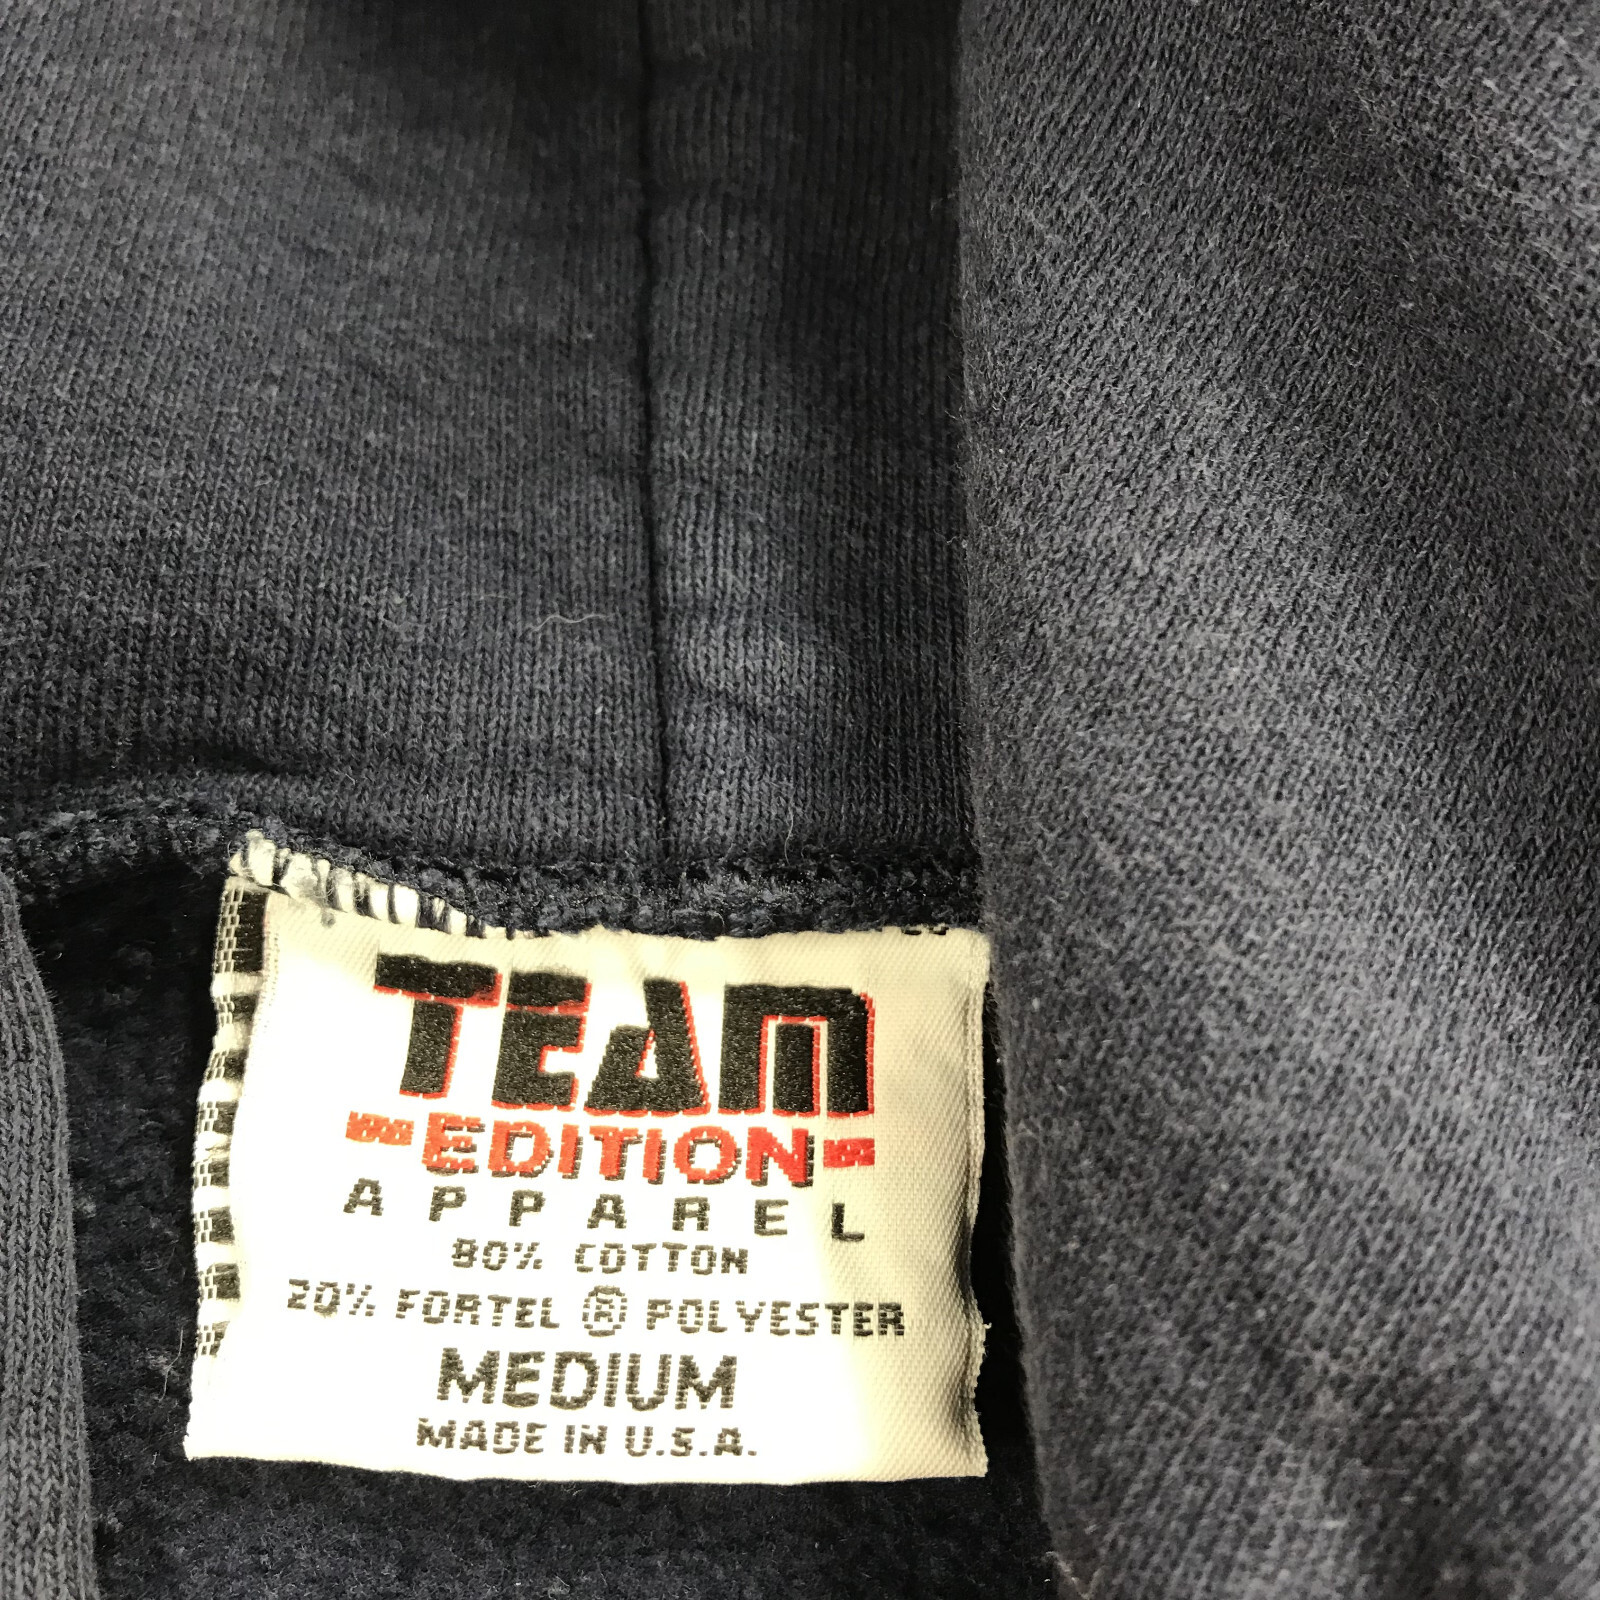 TEAM
EDITION
APPAREL
80% COTTON
20% FORTEL ® POLYESTER
MEDIUM
MADE IN U.S.A.